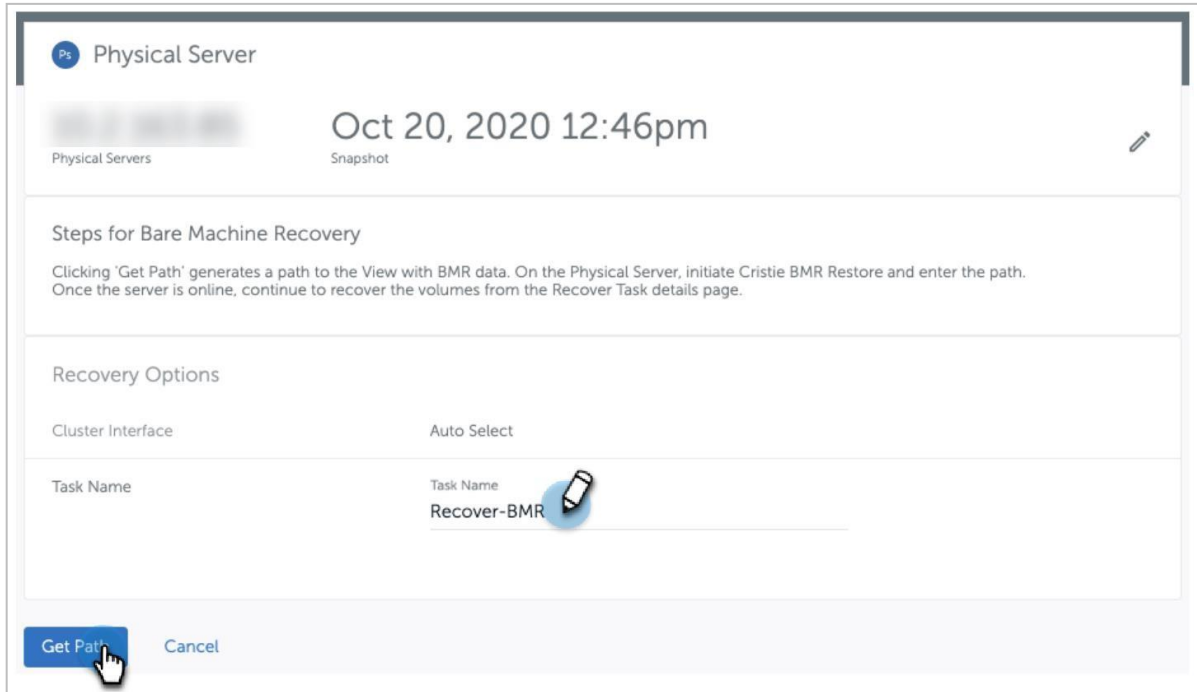 Ps Physical Server
Oct 20, 2020 12:46pm
Physical Servers Snapshot
Steps for Bare Machine Recovery
Clicking 'Get Path' generates a path to the View with BMR data. On the Physical Server, initiate Cristie BMR Restore and enter the path.
Once the server is online, continue to recover the volumes from the Recover Task details page.
Recovery Options
Cluster Interface Auto Select
Task Name Task Name
Recover-BMR
Get Path Cancel